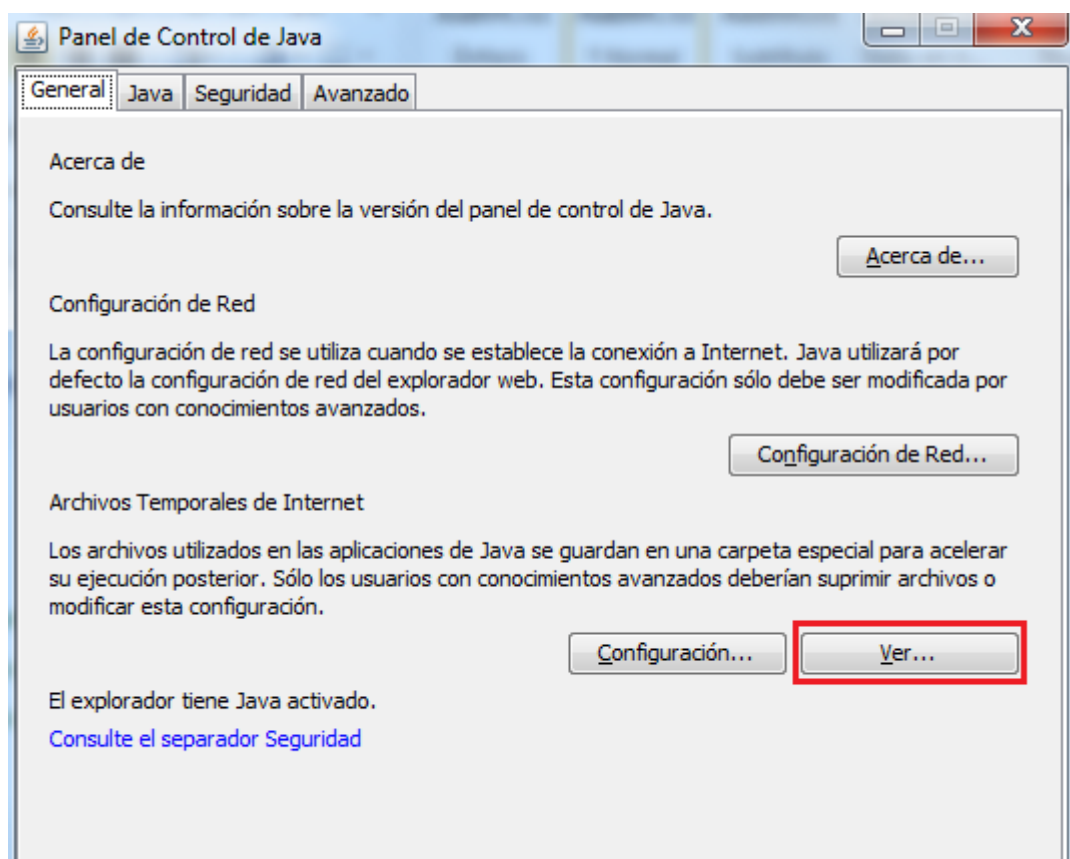 Panel de Control de Java
General Java Seguridad Avanzado
Acerca de
Consulte la información sobre la versión del panel de control de Java.
Acerca de...
Configuración de Red
La configuración de red se utiliza cuando se establece la conexión a Internet. Java utilizará por
defecto la configuración de red del explorador web. Esta configuración sólo debe ser modificada por
usuarios con conocimientos avanzados.
Configuración de Red...
Archivos Temporales de Internet
Los archivos utilizados en las aplicaciones de Java se guardan en una carpeta especial para acelerar
su ejecución posterior. Sólo los usuarios con conocimientos avanzados deberían suprimir archivos o
modificar esta configuración.
Configuración... Ver...
El explorador tiene Java activado.
Consulte el separador Seguridad